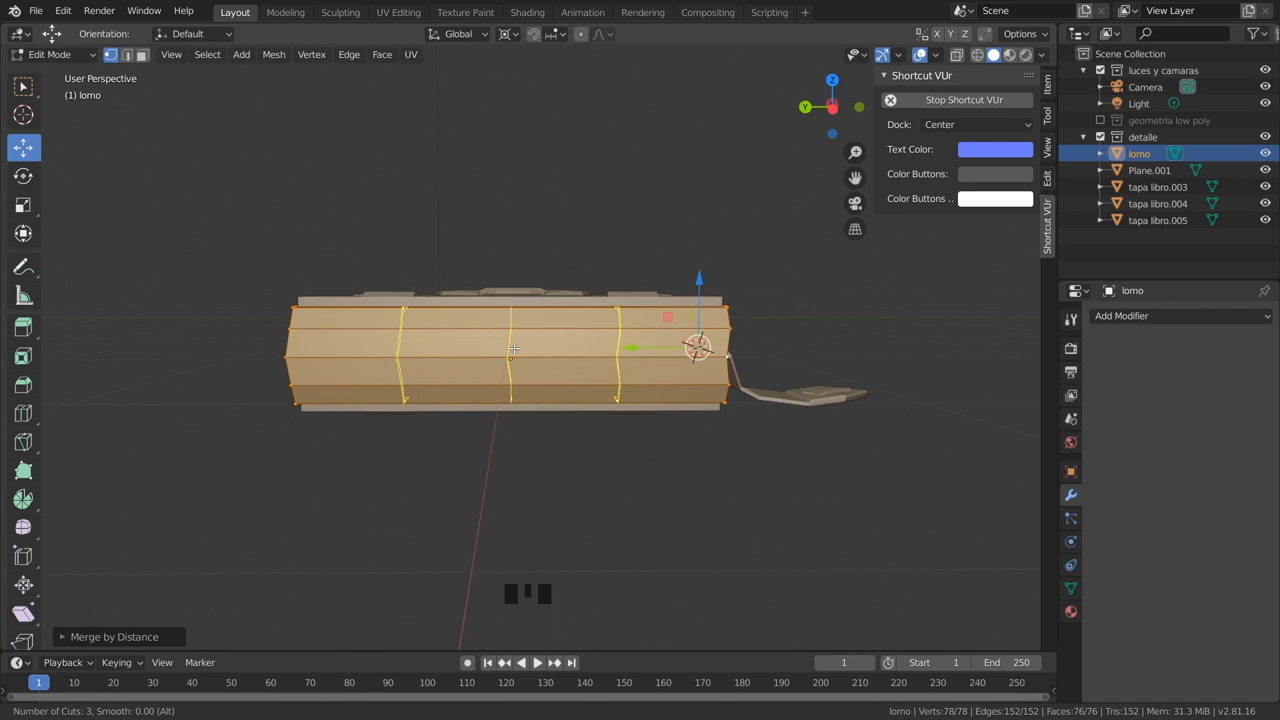 File Edit Render Window Help Layout Modeling Sculpting UV Editing Texture Paint Shading Animation Rendering Compositing Scripting + Scene View Layer
Orientation: Default Global X Y Z Options
Edit Mode View Select Add Mesh Vertex Edge Face UV
User Perspective
(1) lomo
Z
Y
Shortcut VUr
Stop Shortcut VUr
Dock: Center
Text Color:
Color Buttons:
Color Buttons ..
Item
Tool
View
Edit
Shortcut VUr
Scene Collection
luces y camaras
Camera
Light
geometria low poly
detalle
lomo
Plane.001
tapa libro.003
tapa libro.004
tapa libro.005
lomo
Add Modifier
Merge by Distance
Playback Keying View Marker 1 Start 1 End 250
1 10 20 30 40 50 60 70 80 90 100 110 120 130 140 150 160 170 180 190 200 210 220 230 240 250
Number of Cuts: 3, Smooth: 0.00 (Alt) lomo | Verts:78/78 | Edges:152/152 | Faces:76/76 | Tris:152 | Mem: 31.3 MiB | v2.81.16